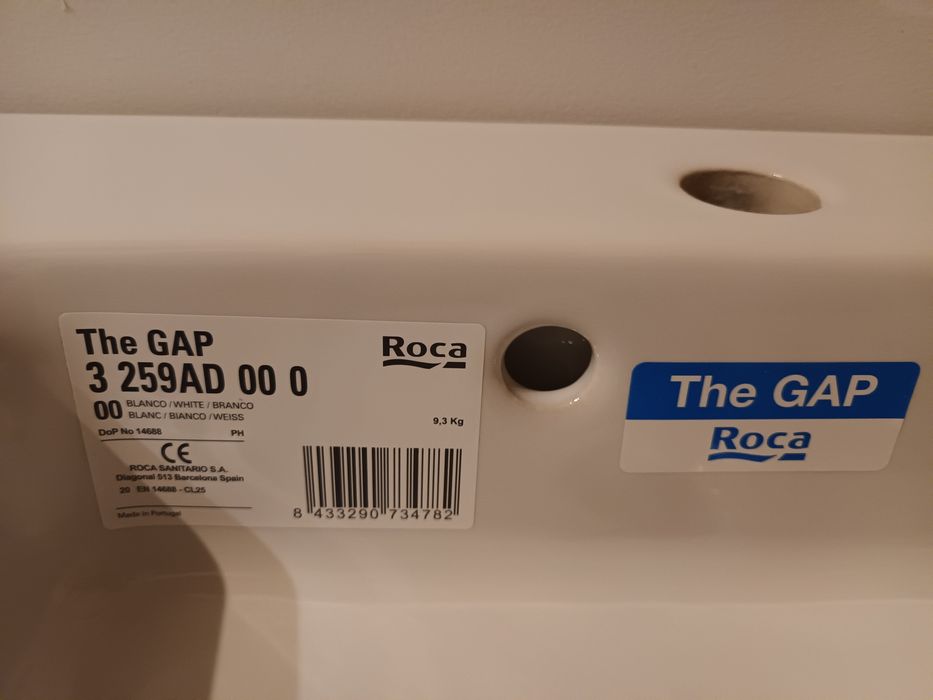 The GAP
Roca
3 259AD 00 0
00 BLANCO / WHITE / BRANCO
BLANC / BIANCO / WEISS
9,3 Kg
DoP No 14688 PH
CE
ROCA SANITARIO S.A.
Diagonal 513 Barcelona Spain
20 EN 14688 - CL25
Made in Portugal
8 433290 734782
The GAP
Roca